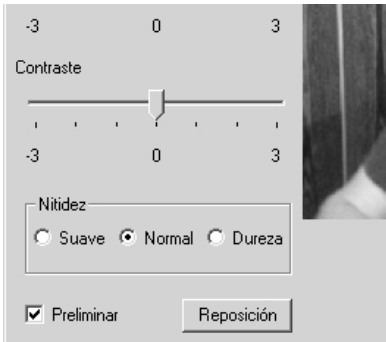 -3 0 3
Contraste
-3 0 3
Nitidez
Suave Normal Dureza
Preliminar Reposición